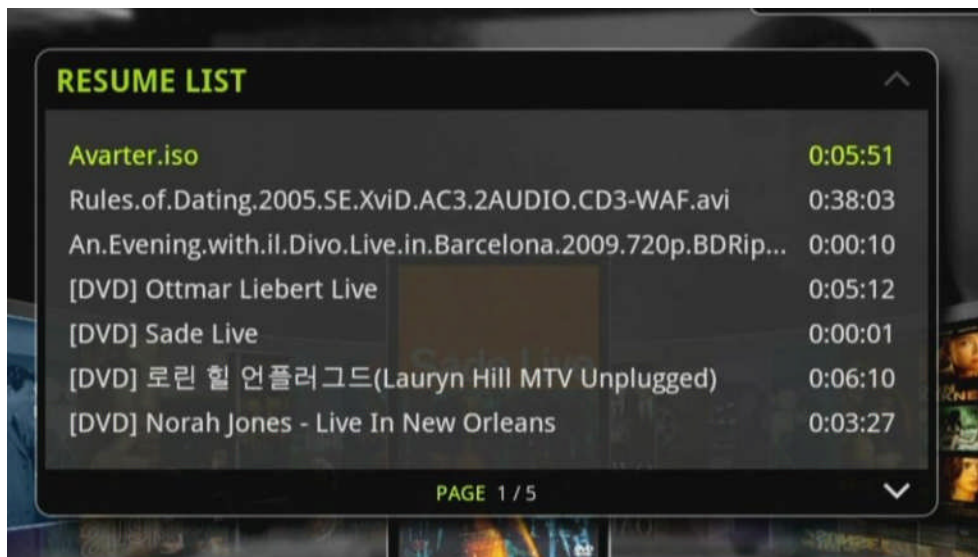 RESUME LIST
Avarter.iso 0:05:51
Rules.of.Dating.2005.SE.XviD.AC3.2AUDIO.CD3-WAF.avi 0:38:03
An.Evening.with.il.Divo.Live.in.Barcelona.2009.720p.BDRip... 0:00:10
[DVD] Ottmar Liebert Live 0:05:12
[DVD] Sade Live 0:00:01
[DVD] 로린 힐 언플러그드(Lauryn Hill MTV Unplugged) 0:06:10
[DVD] Norah Jones - Live In New Orleans 0:03:27
PAGE 1 / 5
Sade Live